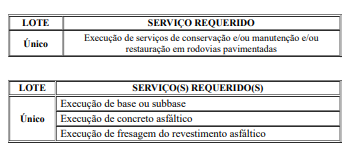 LOTE SERVIÇO REQUERIDO
Único Execução de serviços de conservação e/ou manutenção e/ou
restauração em rodovias pavimentadas
LOTE SERVIÇO(S) REQUERIDO(S)
Único Execução de base ou subbase
Execução de concreto asfáltico
Execução de fresagem do revestimento asfáltico